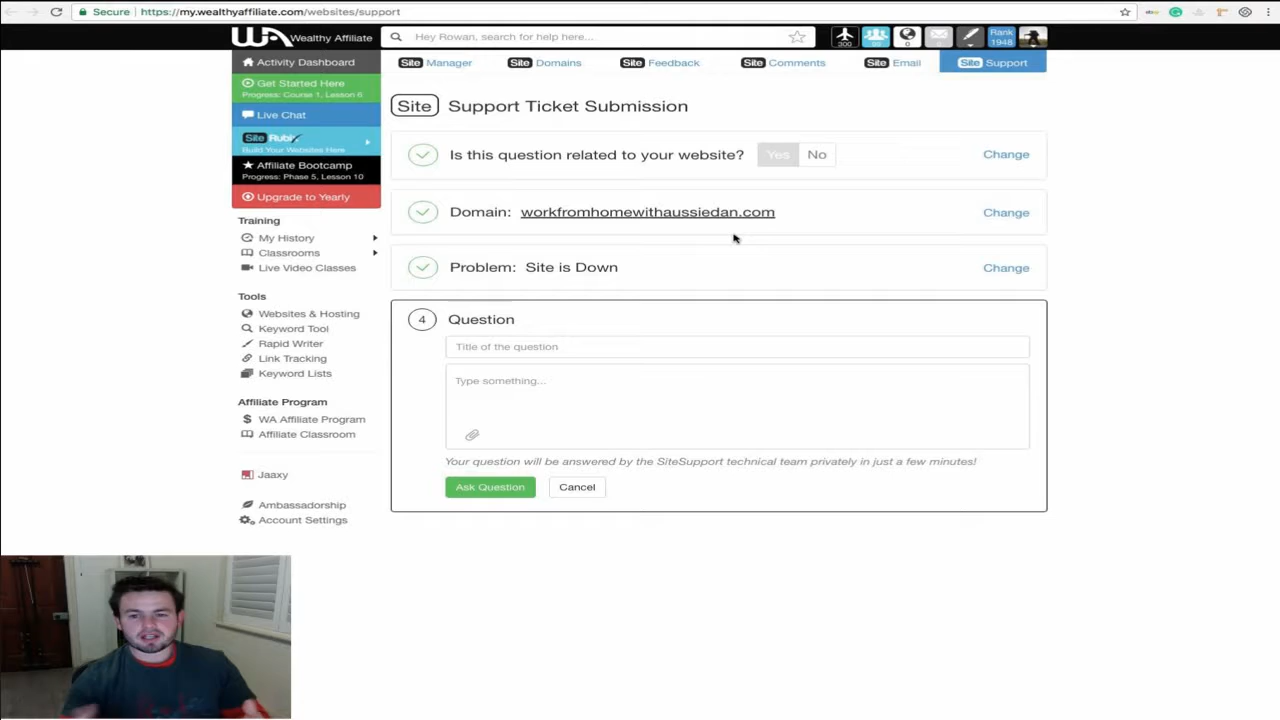 Secure https://my.wealthyaffiliate.com/websites/support
WA Wealthy Affiliate
Hey Rowan, search for help here...
300
99
0
0
Rank
1948
Activity Dashboard
Get Started Here
Progress: Course 1, Lesson 6
Live Chat
Site Rubix
Build Your Websites Here
Affiliate Bootcamp
Progress: Phase 5, Lesson 10
Upgrade to Yearly
Training
My History
Classrooms
Live Video Classes
Tools
Websites & Hosting
Keyword Tool
Rapid Writer
Link Tracking
Keyword Lists
Affiliate Program
WA Affiliate Program
Affiliate Classroom
Jaaxy
Ambassadorship
Account Settings
Site Manager
Site Domains
Site Feedback
Site Comments
Site Email
Site Support
Site Support Ticket Submission
Is this question related to your website? Yes No Change
Domain: workfromhomewithaussiedan.com Change
Problem: Site is Down Change
4 Question
Title of the question
Type something...
Your question will be answered by the SiteSupport technical team privately in just a few minutes!
Ask Question Cancel